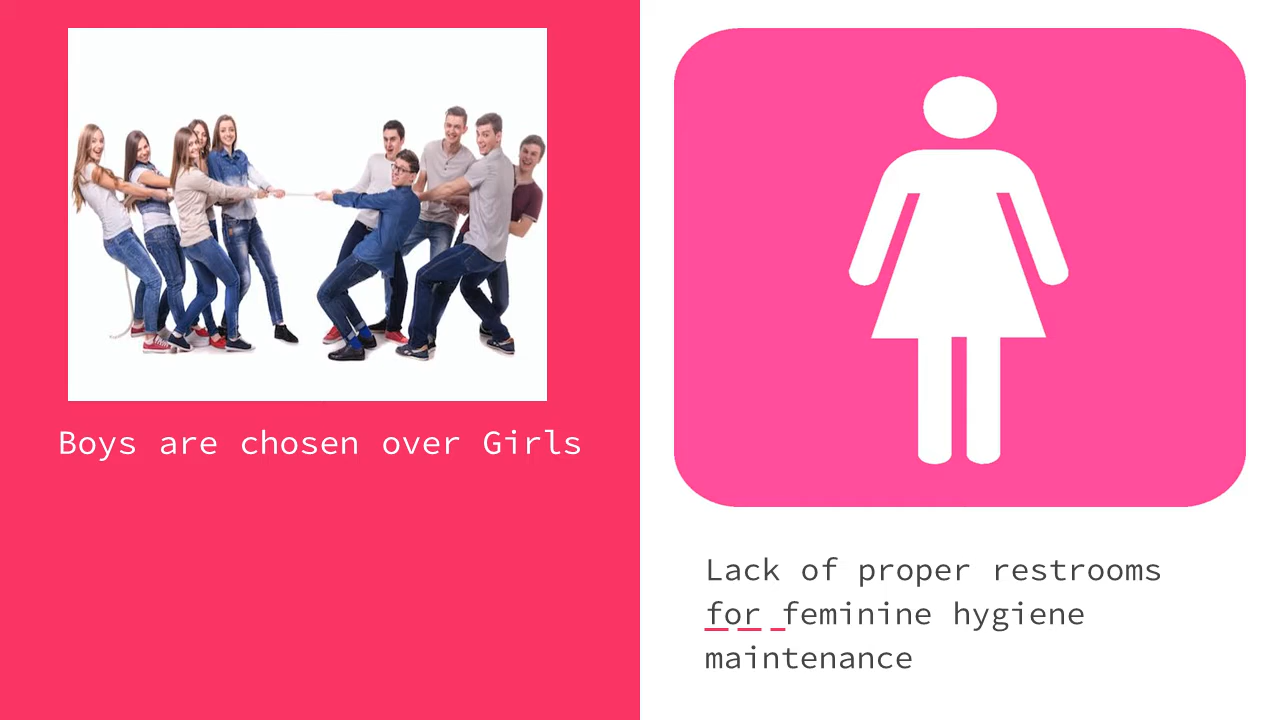 Boys are chosen over Girls
Lack of proper restrooms
for feminine hygiene
maintenance